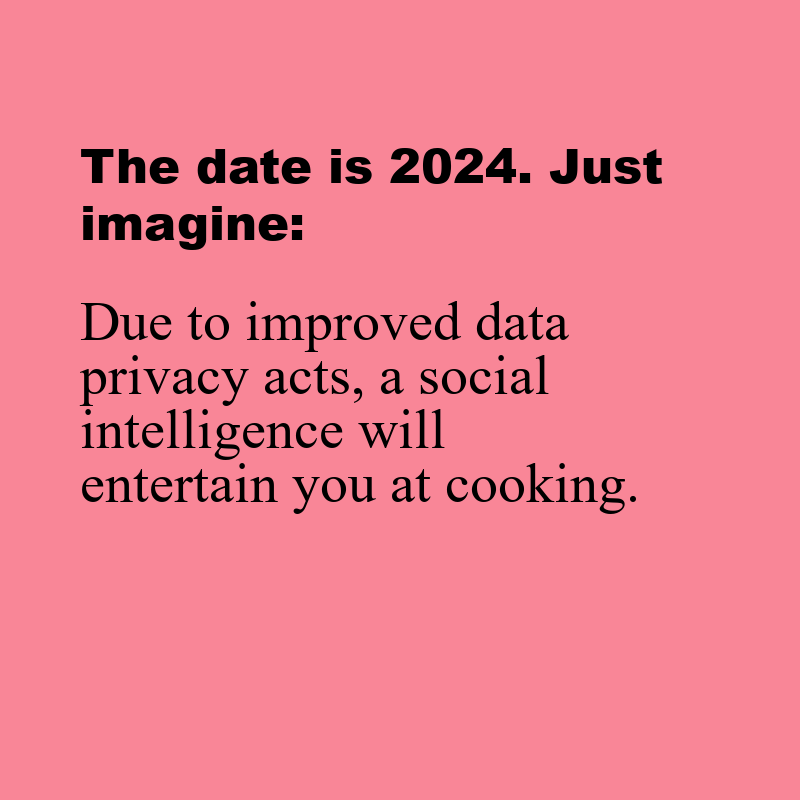 The date is 2024. Just
imagine:
Due to improved data
privacy acts, a social
intelligence will
entertain you at cooking.